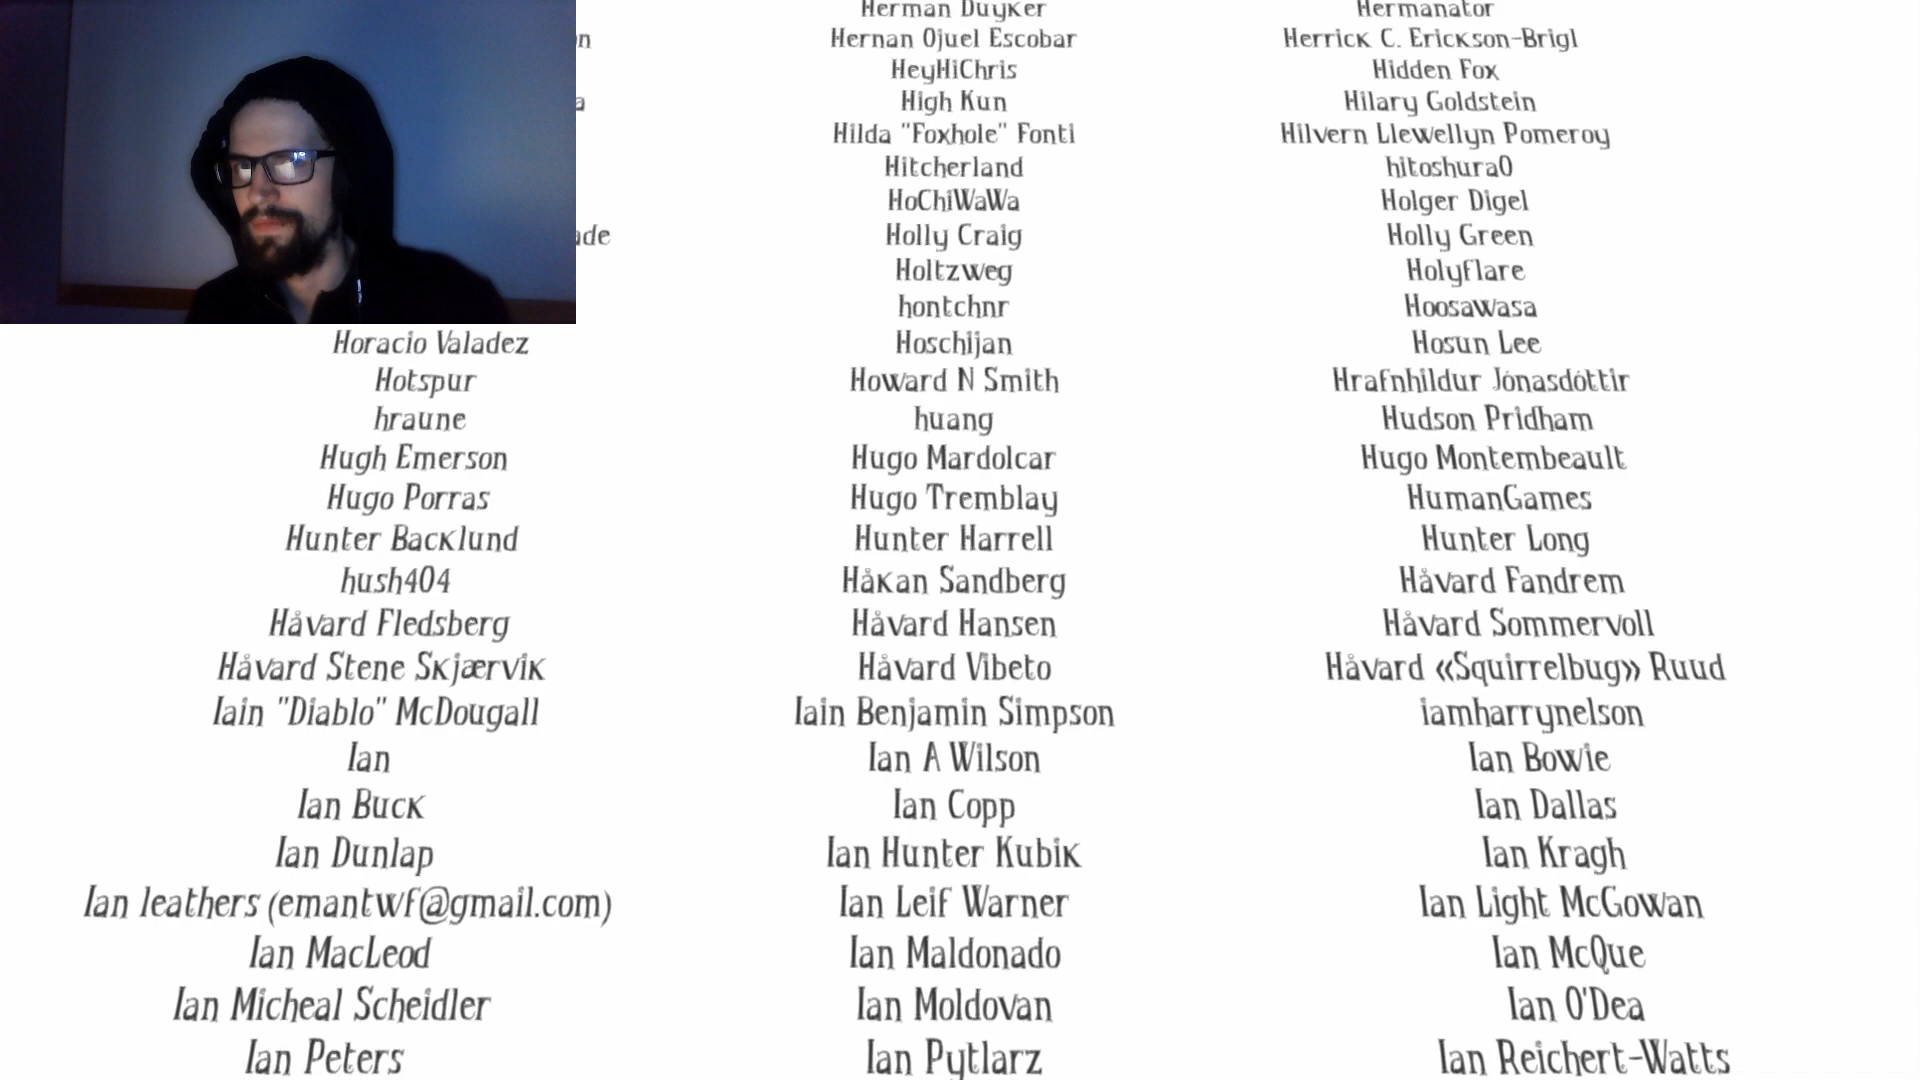 Herman Duyker Hermanator
Hernan Ojuel Escobar Herrick C. Erickson-Brigl
HeyHiChris Hidden Fox
High Kun Hilary Goldstein
Hilda "Foxhole" Fonti Hilvern Llewellyn Pomeroy
Hitcherland hitoshura0
HoChiWaWa Holger Digel
Holly Craig Holly Green
Holtzweg Holyflare
hontchnr Hoosawasa
Horacio Valadez Hoschijan Hosun Lee
Hotspur Howard N Smith Hrafnhildur Jónasdóttir
hraune huang Hudson Pridham
Hugh Emerson Hugo Mardolcar Hugo Montembeault
Hugo Porras Hugo Tremblay HumanGames
Hunter Backlund Hunter Harrell Hunter Long
hush404 Håkan Sandberg Håvard Fandrem
Håvard Fledsberg Håvard Hansen Håvard Sommervoll
Håvard Stene Skjærvik Håvard Vibeto Håvard «Squirrelbug» Ruud
Iain "Diablo" McDougall Iain Benjamin Simpson iamharrynelson
Ian Ian A Wilson Ian Bowie
Ian Buck Ian Copp Ian Dallas
Ian Dunlap Ian Hunter Kubik Ian Kragh
Ian leathers (emantwf@gmail.com) Ian Leif Warner Ian Light McGowan
Ian MacLeod Ian Maldonado Ian McQue
Ian Micheal Scheidler Ian Moldovan Ian O'Dea
Ian Peters Ian Pytlarz Ian Reichert-Watts